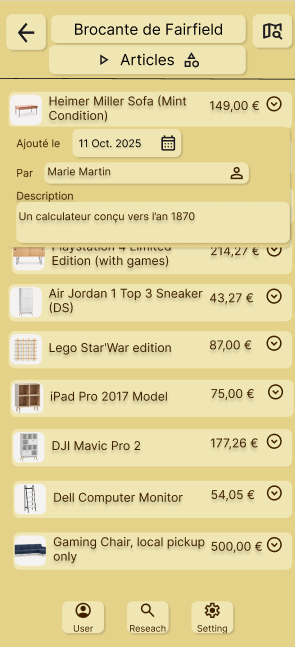 Brocante de Fairfield
Articles
Heimer Miller Sofa (Mint
Condition)
149,00 €
Ajouté le
11 Oct. 2025
Par
Marie Martin
Description
Un calculateur conçu vers l'an 1870
Playstation 4 Limited
Edition (with games)
214,27 €
Air Jordan 1 Top 3 Sneaker
(DS)
43,27 €
Lego Star'War edition
87,00 €
iPad Pro 2017 Model
75,00 €
DJI Mavic Pro 2
177,26 €
Dell Computer Monitor
54,05 €
Gaming Chair, local pickup
only
500,00 €
User
Reseach
Setting